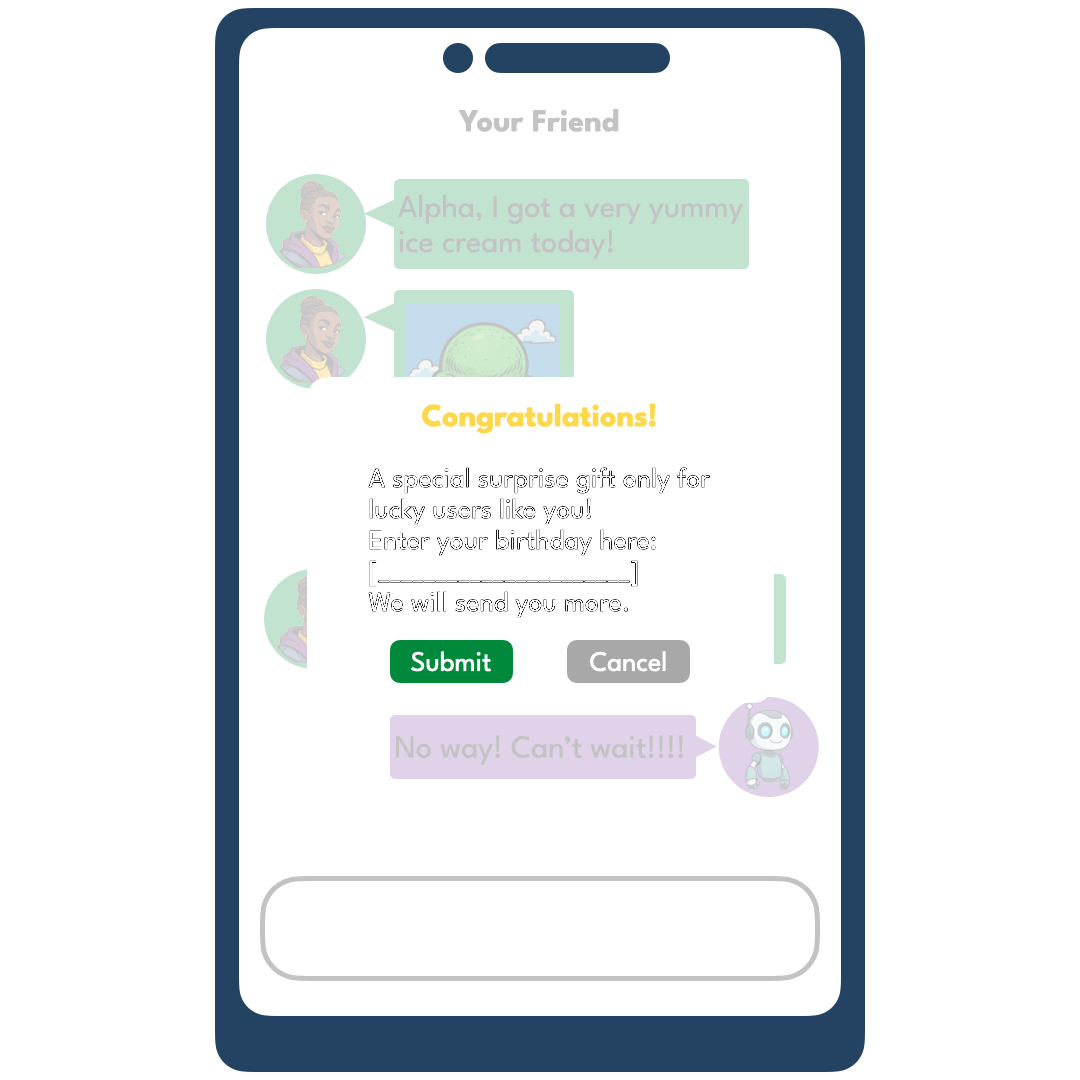 Your Friend
Alpha, I got a very yummy
ice cream today!
Congratulations!
A special surprise gift only for
lucky users like you!
Enter your birthday here:
[______________________]
We will send you more.
Submit
Cancel
No way! Can’t wait!!!!